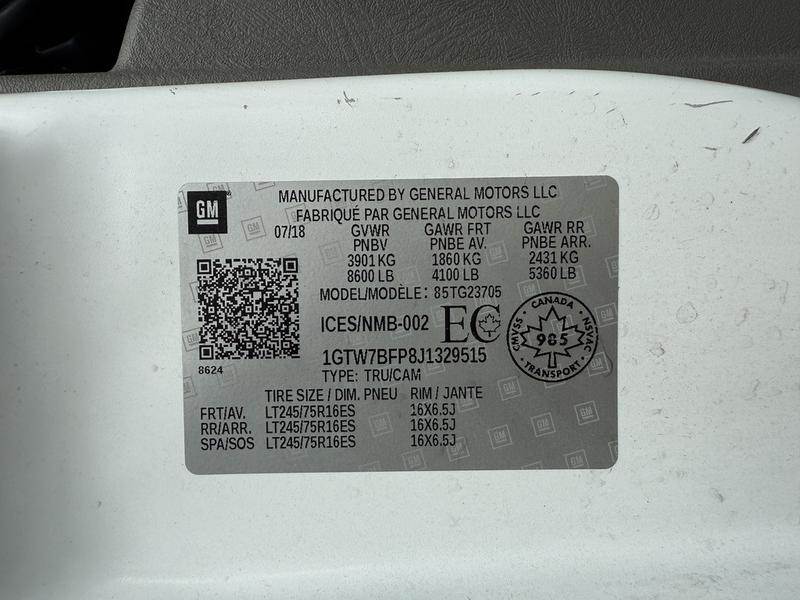 GM
MANUFACTURED BY GENERAL MOTORS LLC
FABRIQUÉ PAR GENERAL MOTORS LLC
07/18 GVWR GAWR FRT GAWR RR
PNBV PNBE AV. PNBE ARR.
3901 KG 1860 KG 2431 KG
8600 LB 4100 LB 5360 LB
MODEL/MODÈLE: 85TG23705
ICES/NMB-002 EC
CANADA
CMVSS 985 NSVAC
TRANSPORT
1GTW7BFP8J1329515
8624
TYPE: TRU/CAM
TIRE SIZE / DIM. PNEU RIM / JANTE
FRT/AV. LT245/75R16ES 16X6.5J
RR/ARR. LT245/75R16ES 16X6.5J
SPA/SOS LT245/75R16ES 16X6.5J